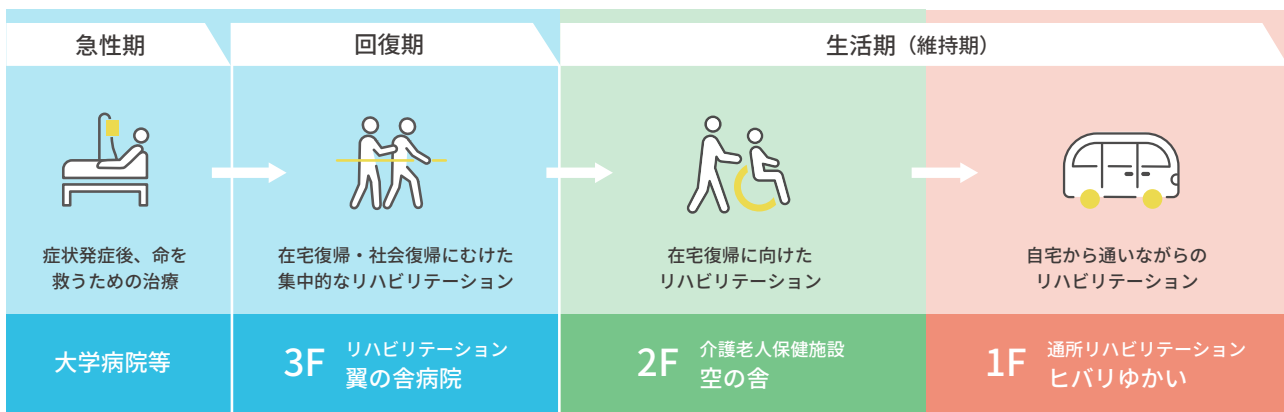 急性期
回復期
生活期（維持期）
症状発症後、命を
救うための治療
在宅復帰・社会復帰にむけた
集中的なリハビリテーション
在宅復帰に向けた
リハビリテーション
自宅から通いながらの
リハビリテーション
大学病院等
3F
リハビリテーション
翼の舎病院
2F
介護老人保健施設
空の舎
1F
通所リハビリテーション
ヒバリゆかい